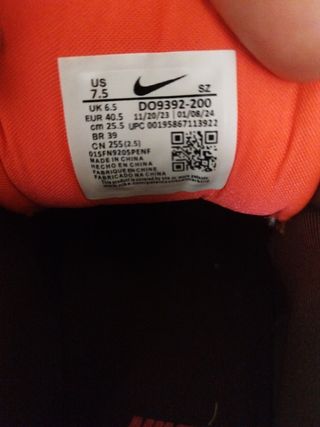 US
7.5
SZ
UK 6.5
DO9392-200
EUR 40.5
11/20/23 01/08/24
cm 25.5
UPC 00195867113922
BR 39
CN 255(2.5)
015FN9205PENF
MADE IN CHINA
HECHO EN CHINA
FABRIQUE EN CHINE
FABRICADO NA CHINA